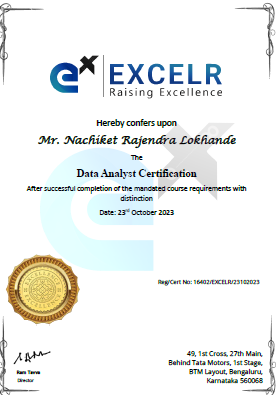 ex
EXCELR
Raising Excellence
Hereby confers upon
Mr. Nachiket Rajendra Lokhande
The
Data Analyst Certification
After successful completion of the mandated course requirements with
distinction
Date: 23rd October 2023
Reg/Cert No: 16402/EXCELR/23102023
Ram Tavva
Director
49, 1st Cross, 27th Main,
Behind Tata Motors, 1st Stage,
BTM Layout, Bengaluru,
Karnataka 560068